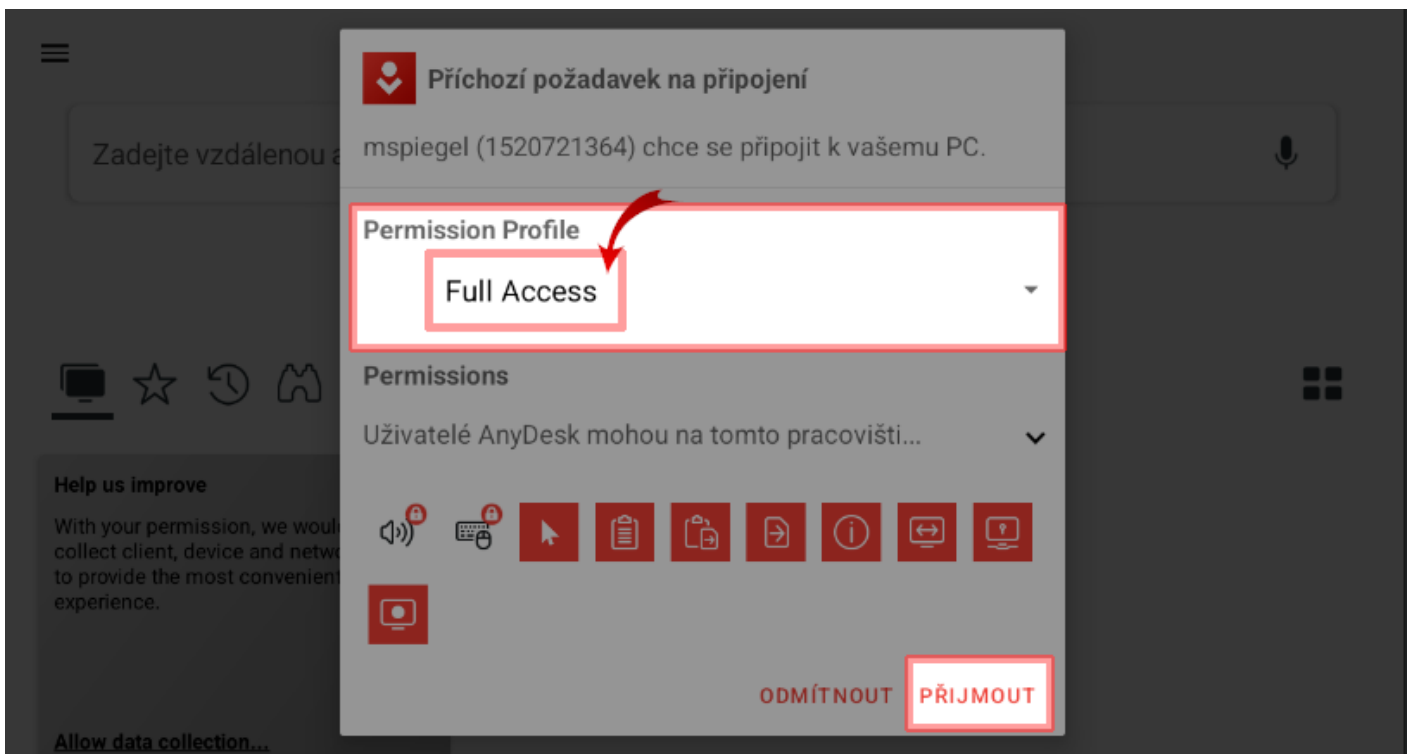 Příchozí požadavek na připojení
Zadejte vzdálenou a
mspiegel (1520721364) chce se připojit k vašemu PC.
Permission Profile
Full Access
Permissions
Uživatelé AnyDesk mohou na tomto pracovišti...
Help us improve
With your permission, we woul
collect client, device and netwo
to provide the most convenient
experience.
ODMÍTNOUT PŘIJMOUT
Allow data collection...